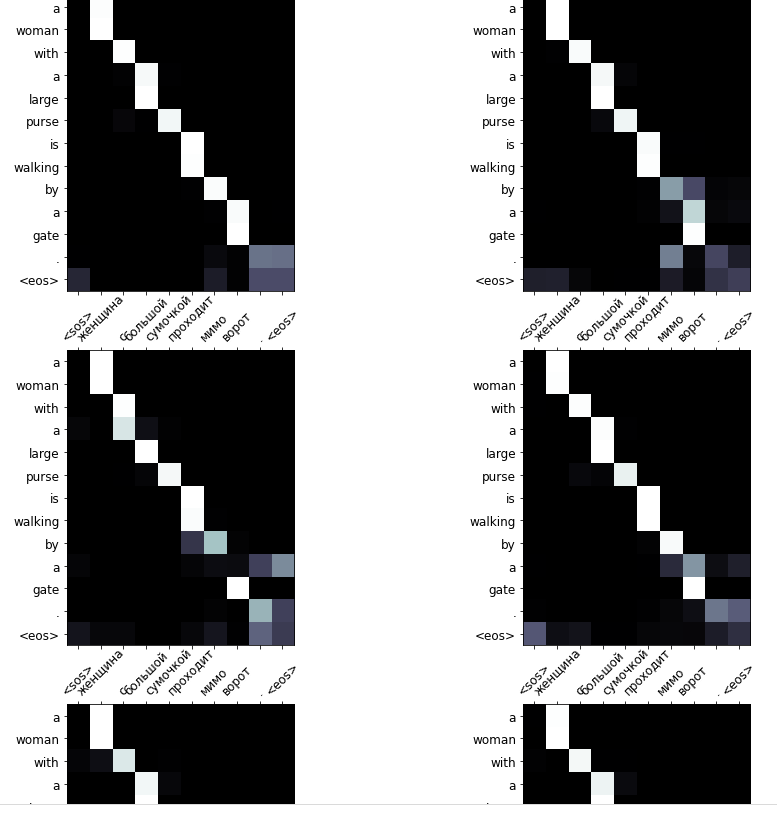 a
woman
with
a
large
purse
is
walking
by
a
gate
.
<eos>
<sos> женщина с большой сумочкой проходит мимо ворот . <eos>
a
woman
with
a
large
purse
is
walking
by
a
gate
.
<eos>
<sos> женщина с большой сумочкой проходит мимо ворот . <eos>
a
woman
with
a
large
purse
is
walking
by
a
gate
.
<eos>
<sos> женщина с большой сумочкой проходит мимо ворот . <eos>
a
woman
with
a
large
purse
is
walking
by
a
gate
.
<eos>
<sos> женщина с большой сумочкой проходит мимо ворот . <eos>
a
woman
with
a
a
woman
with
a